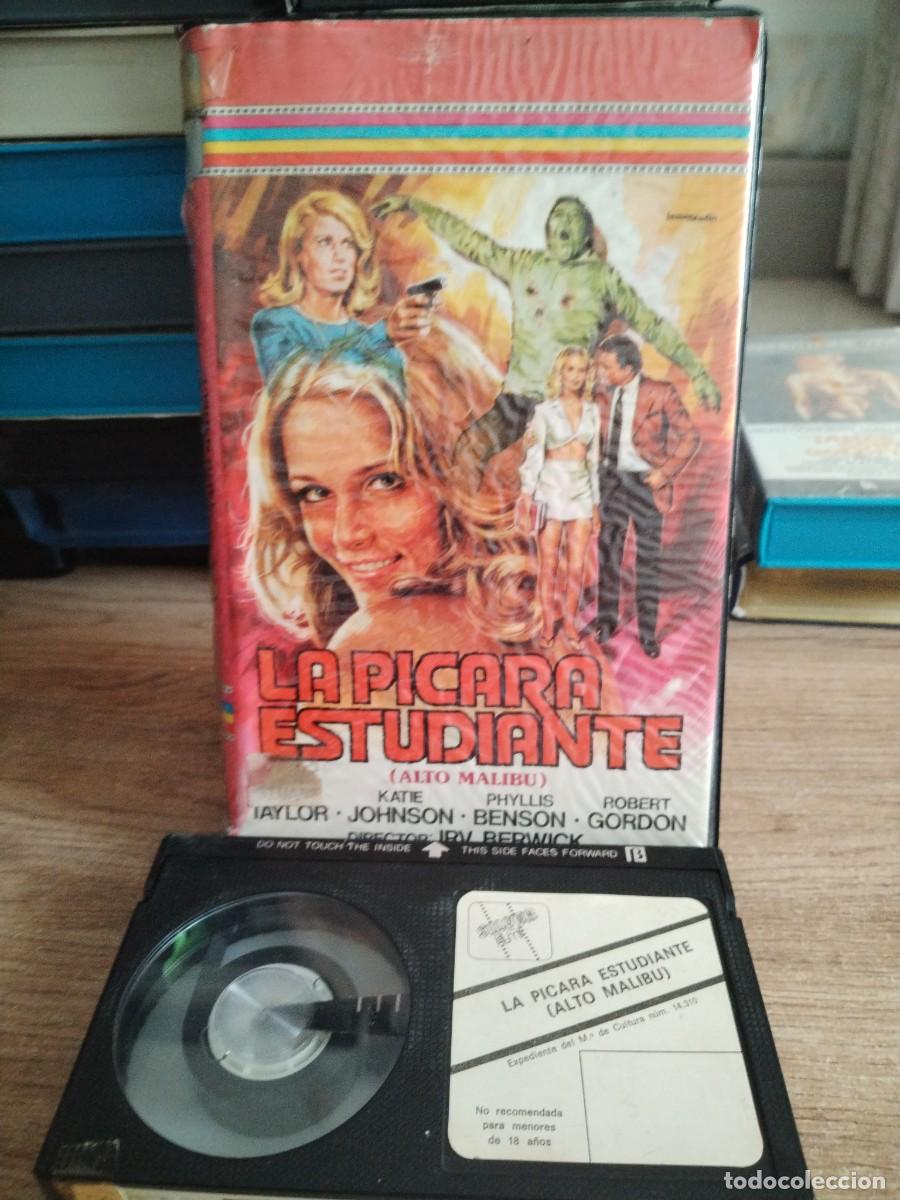 LA PICARA
ESTUDIANTE
(ALTO MALIBU)
KATIE PHYLLIS ROBERT
TAYLOR · JOHNSON · BENSON · GORDON
DIRECTOR: IRV BERWICK
DO NOT TOUCH THE INSIDE THIS SIDE FACES FORWARD
LA PICARA ESTUDIANTE
(ALTO MALIBU)
Expediente del M.º de Cultura núm. 14.310
No recomendada
para menores
de 18 años
todocoleccion